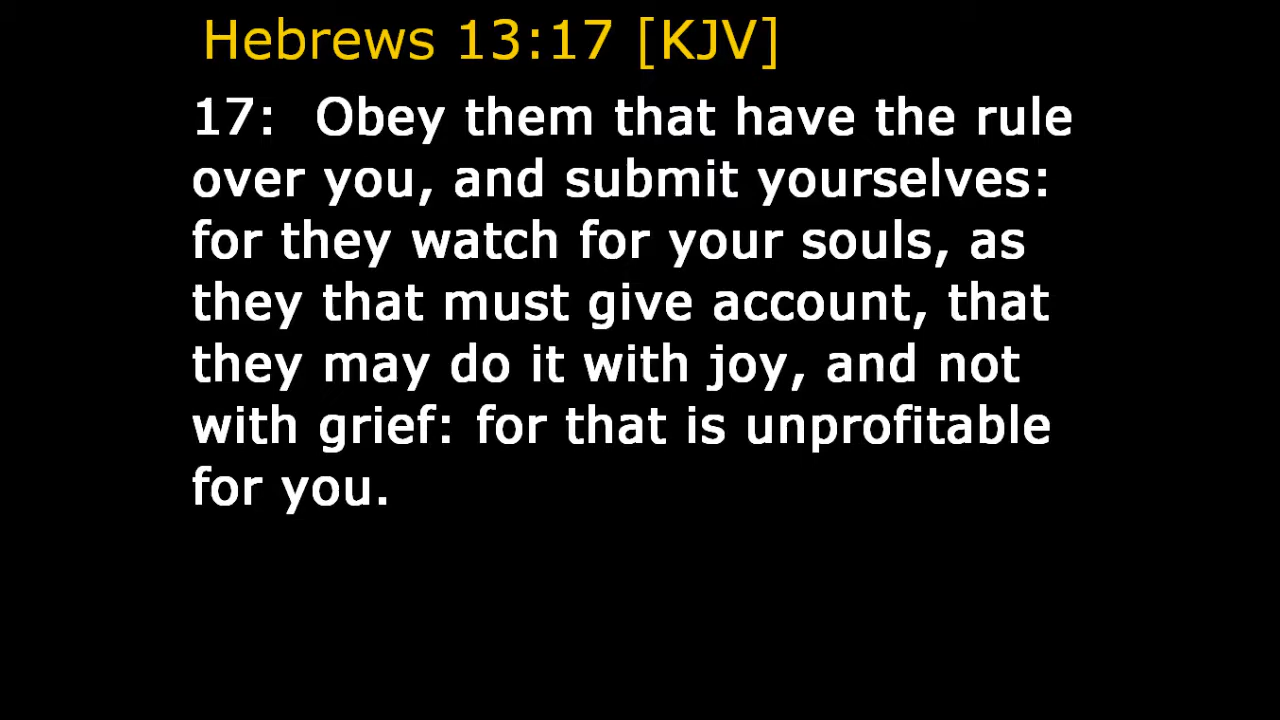 Hebrews 13:17 [KJV]
17: Obey them that have the rule
over you, and submit yourselves:
for they watch for your souls, as
they that must give account, that
they may do it with joy, and not
with grief: for that is unprofitable
for you.